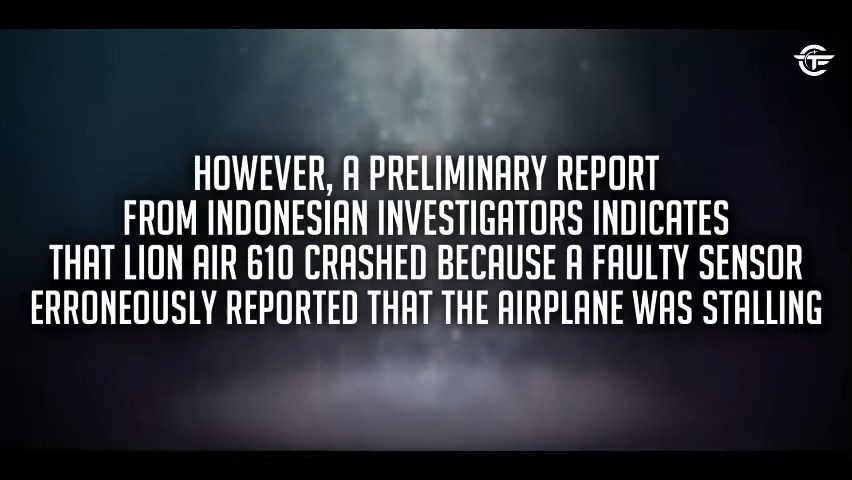 HOWEVER, A PRELIMINARY REPORT
FROM INDONESIAN INVESTIGATORS INDICATES
THAT LION AIR 610 CRASHED BECAUSE A FAULTY SENSOR
ERRONEOUSLY REPORTED THAT THE AIRPLANE WAS STALLING